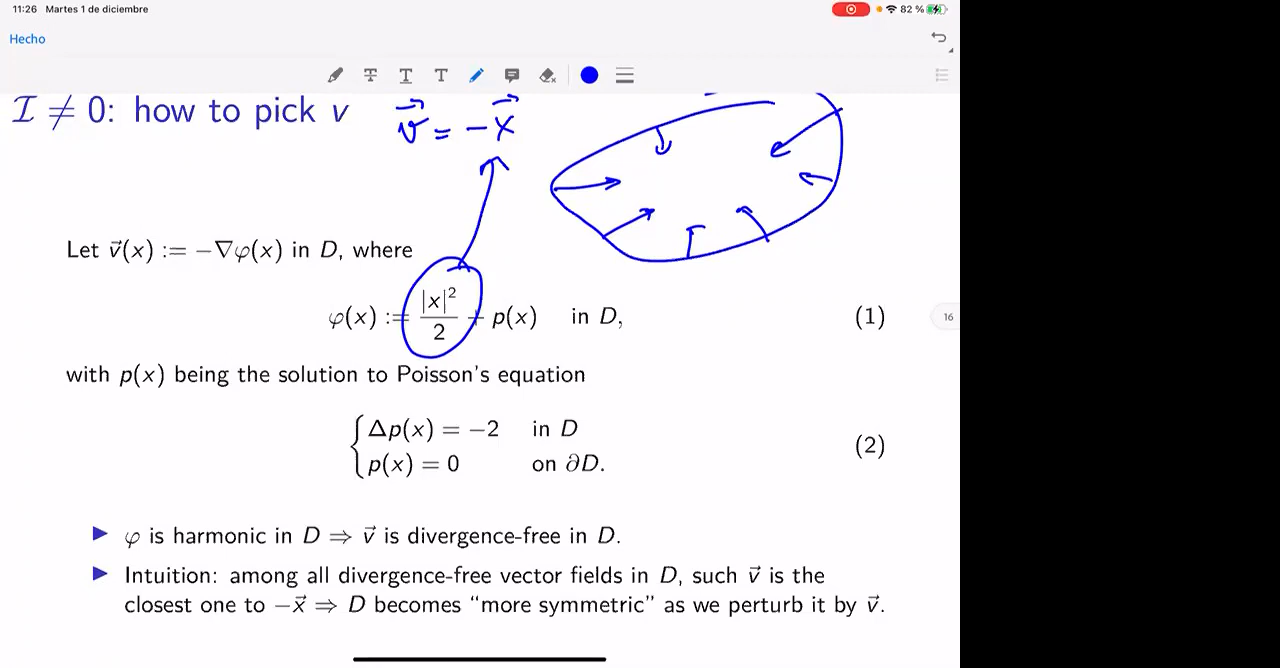 11:26 Martes 1 de diciembre
82 %
Hecho
T T T
I ≠ 0: how to pick v
v⃗ = −x⃗
Let v⃗(x) := −∇φ(x) in D, where
φ(x) := |x|²/2 + p(x) in D, (1)
16
with p(x) being the solution to Poisson's equation
{ Δp(x) = −2 in D
p(x) = 0 on ∂D. (2)
▶ φ is harmonic in D ⇒ v⃗ is divergence-free in D.
▶ Intuition: among all divergence-free vector fields in D, such v⃗ is the
closest one to −x⃗ ⇒ D becomes “more symmetric” as we perturb it by v⃗.